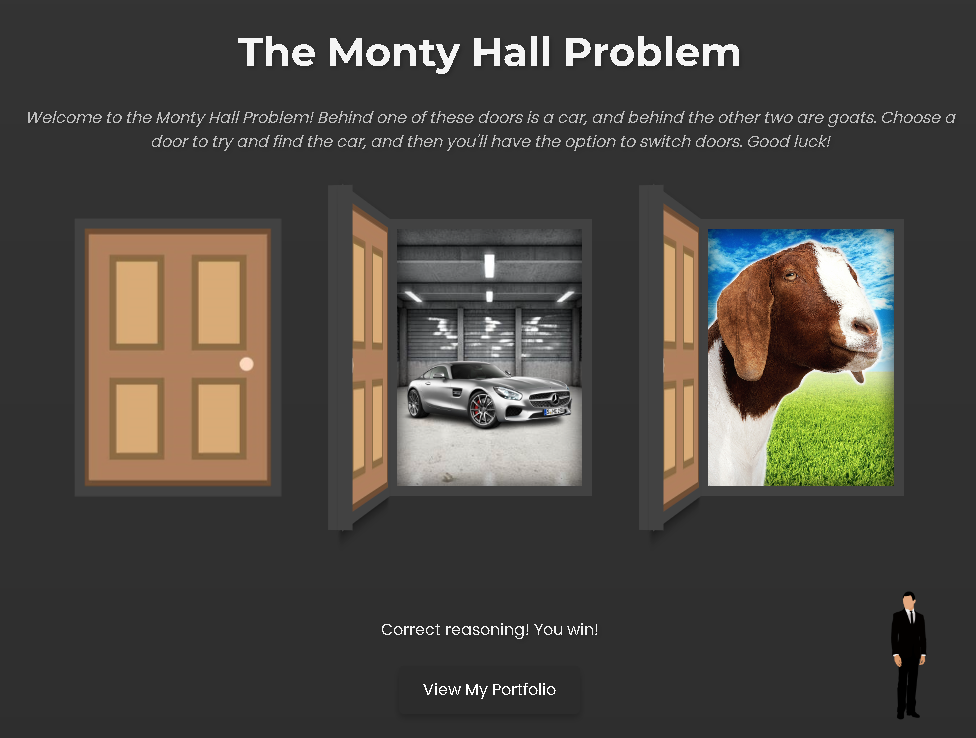 The Monty Hall Problem
Welcome to the Monty Hall Problem! Behind one of these doors is a car, and behind the other two are goats. Choose a
door to try and find the car, and then you'll have the option to switch doors. Good luck!
Correct reasoning! You win!
View My Portfolio